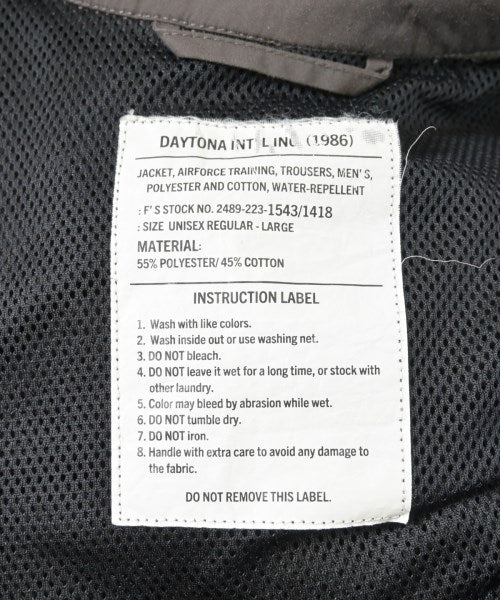 DAYTONA INT'L INC. (1986)
JACKET, AIRFORCE TRAINING, TROUSERS, MEN'S,
POLYESTER AND COTTON, WATER-REPELLENT
: F'S STOCK NO. 2489-223-1543/1418
: SIZE UNISEX REGULAR - LARGE
MATERIAL:
55% POLYESTER/ 45% COTTON
INSTRUCTION LABEL
1. Wash with like colors.
2. Wash inside out or use washing net.
3. DO NOT bleach.
4. DO NOT leave it wet for a long time, or stock with
other laundry.
5. Color may bleed by abrasion while wet.
6. DO NOT tumble dry.
7. DO NOT iron.
8. Handle with extra care to avoid any damage to
the fabric.
DO NOT REMOVE THIS LABEL.